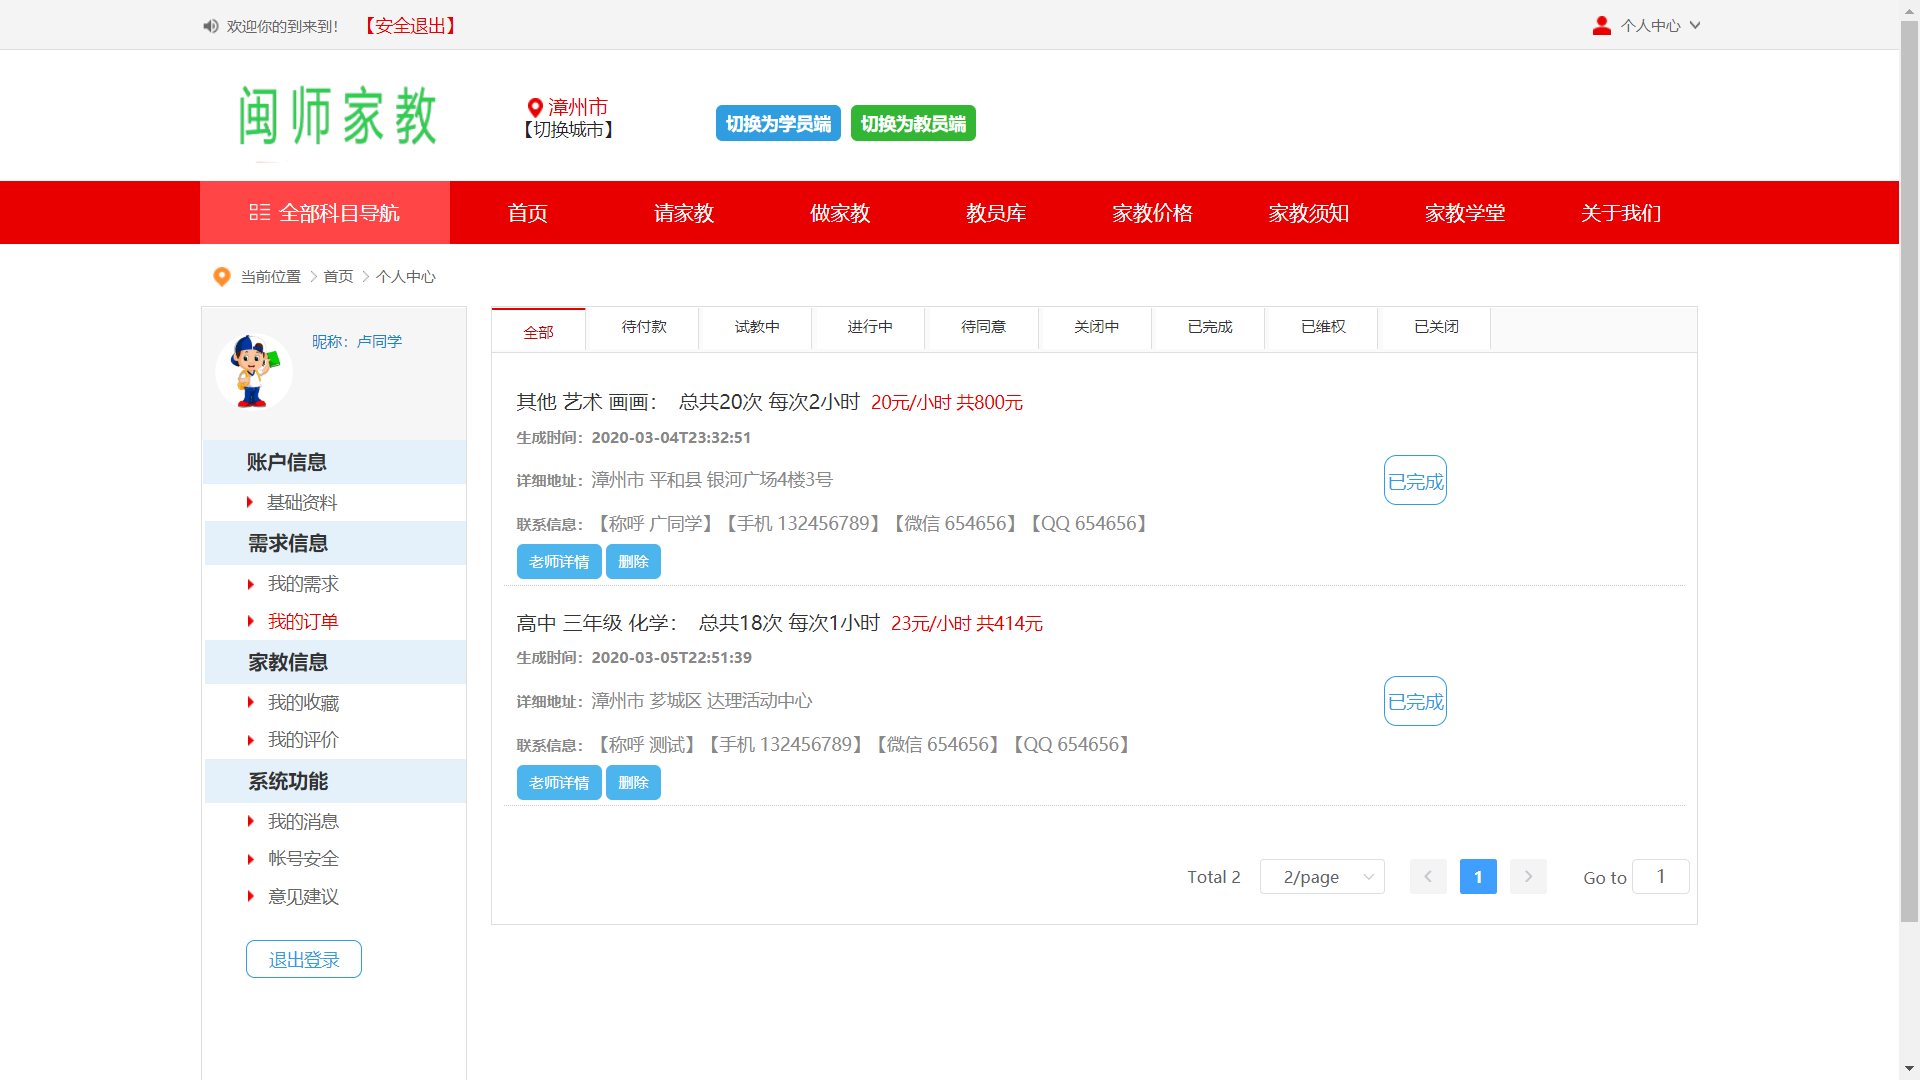 欢迎你的到来到！ 【安全退出】 个人中心
闽师家教
漳州市
【切换城市】
切换为学员端 切换为教员端
全部科目导航 首页 请家教 做家教 教员库 家教价格 家教须知 家教学堂 关于我们
当前位置 首页 个人中心
昵称：卢同学
账户信息
基础资料
需求信息
我的需求
我的订单
家教信息
我的收藏
我的评价
系统功能
我的消息
帐号安全
意见建议
退出登录
全部 待付款 试教中 进行中 待同意 关闭中 已完成 已维权 已关闭
其他 艺术 画画： 总共20次 每次2小时 20元/小时 共800元
生成时间：2020-03-04T23:32:51
详细地址：漳州市 平和县 银河广场4楼3号
已完成
联系信息：【称呼 广同学】【手机 132456789】【微信 654656】【QQ 654656】
老师详情 删除
高中 三年级 化学： 总共18次 每次1小时 23元/小时 共414元
生成时间：2020-03-05T22:51:39
详细地址：漳州市 芗城区 达理活动中心
已完成
联系信息：【称呼 测试】【手机 132456789】【微信 654656】【QQ 654656】
老师详情 删除
Total 2 2/page 1 Go to 1